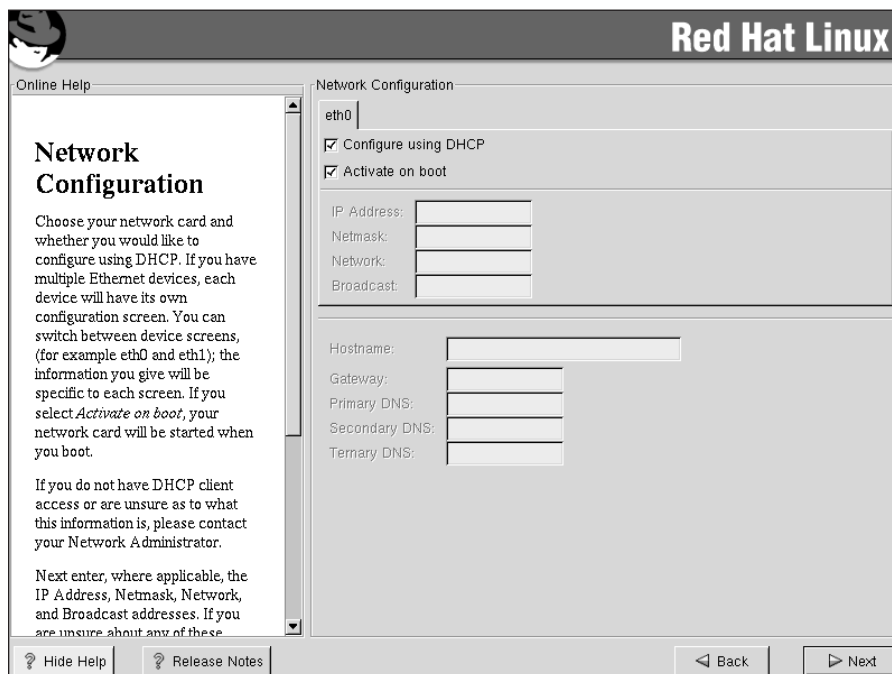 Red Hat Linux
Online Help
Network
Configuration
Choose your network card and
whether you would like to
configure using DHCP. If you have
multiple Ethernet devices, each
device will have its own
configuration screen. You can
switch between device screens,
(for example eth0 and eth1); the
information you give will be
specific to each screen. If you
select Activate on boot, your
network card will be started when
you boot.
If you do not have DHCP client
access or are unsure as to what
this information is, please contact
your Network Administrator.
Next enter, where applicable, the
IP Address, Netmask, Network,
and Broadcast addresses. If you
are unsure about any of these
Network Configuration
eth0
Configure using DHCP
Activate on boot
IP Address:
Netmask:
Network:
Broadcast:
Hostname:
Gateway:
Primary DNS:
Secondary DNS:
Ternary DNS:
Hide Help
Release Notes
Back
Next